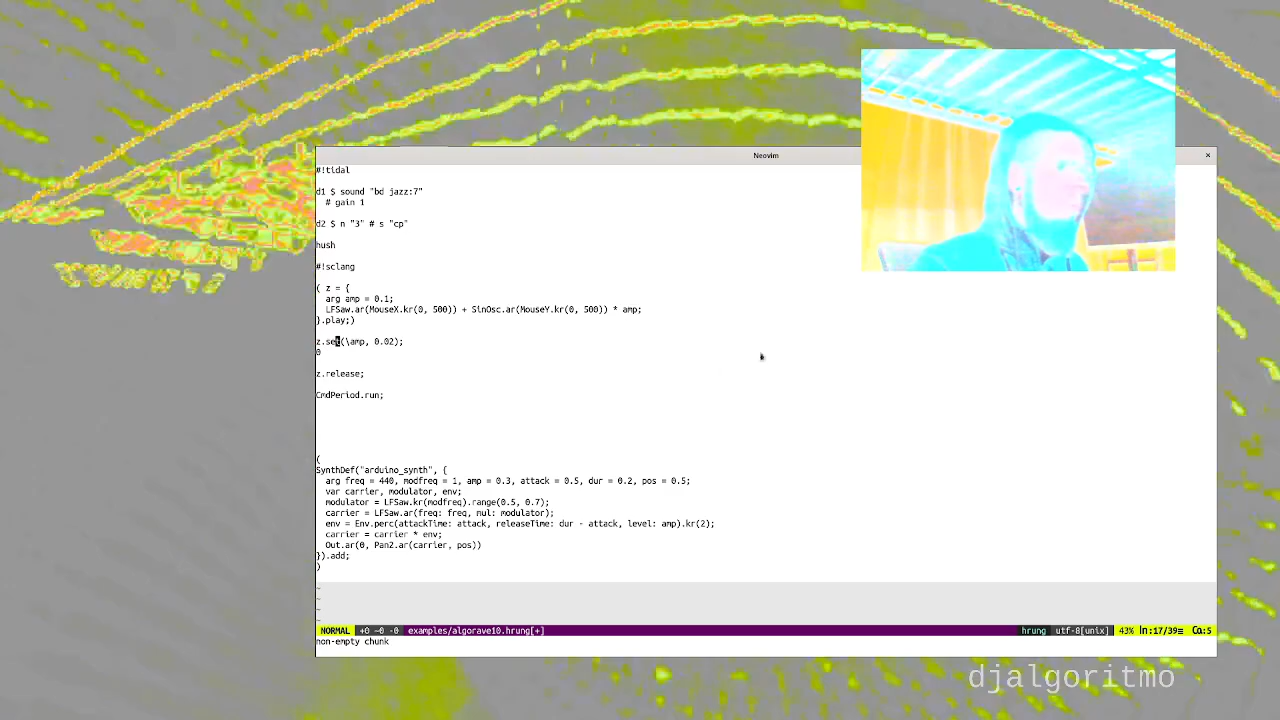 Neovim
#!tidal
d1 $ sound "bd jazz:7"
# gain 1
d2 $ n "3" # s "cp"
hush
#!sclang
( z = {
arg amp = 0.1;
LFSaw.ar(MouseX.kr(0, 500)) + SinOsc.ar(MouseY.kr(0, 500)) * amp;
}.play;)
z.set(\amp, 0.02);
0
z.release;
CmdPeriod.run;
(
SynthDef("arduino_synth", {
arg freq = 440, modfreq = 1, amp = 0.3, attack = 0.5, dur = 0.2, pos = 0.5;
var carrier, modulator, env;
modulator = LFSaw.kr(modfreq).range(0.5, 0.7);
carrier = LFSaw.ar(freq: freq, mul: modulator);
env = Env.perc(attackTime: attack, releaseTime: dur - attack, level: amp).kr(2);
carrier = carrier * env;
Out.ar(0, Pan2.ar(carrier, pos))
}).add;
)
~
~
~
NORMAL +0 ~0 -0 examples/algorave10.hrung[+] hrung utf-8[unix] 43% ln:17/39≡ Co:5
non-empty chunk
djalgoritmo